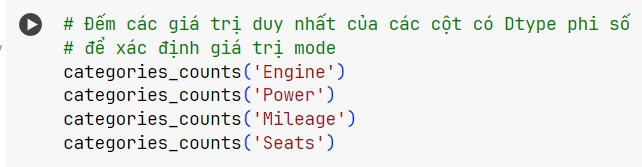 # Đếm các giá trị duy nhất của các cột có Dtype phi số
# để xác định giá trị mode
categories_counts('Engine')
categories_counts('Power')
categories_counts('Mileage')
categories_counts('Seats')